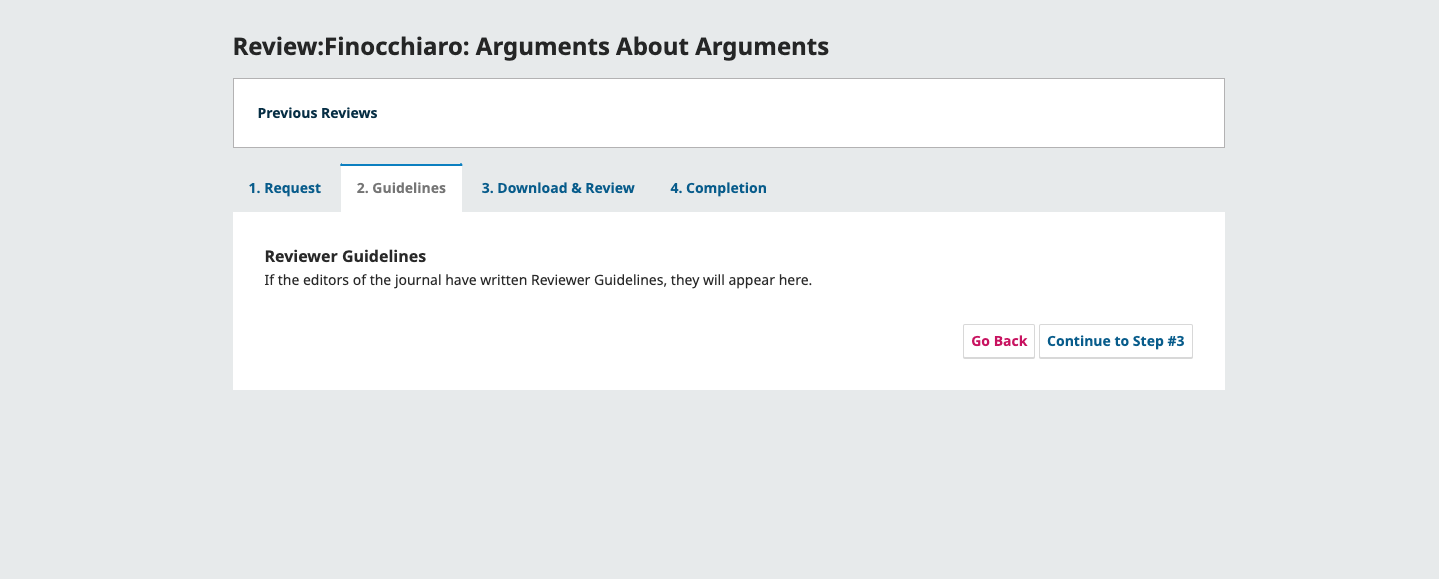 Review:Finocchiaro: Arguments About Arguments
Previous Reviews
1. Request 2. Guidelines 3. Download & Review 4. Completion
Reviewer Guidelines
If the editors of the journal have written Reviewer Guidelines, they will appear here.
Go Back Continue to Step #3